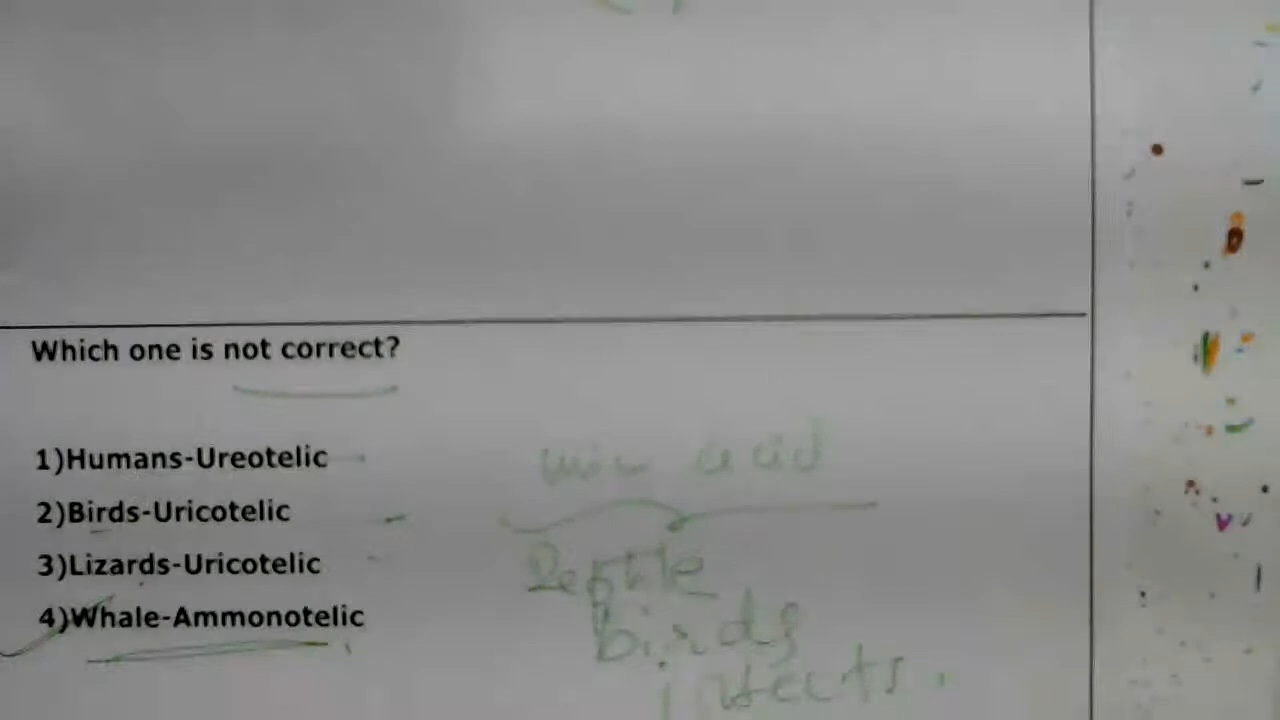 Which one is not correct?
1)Humans-Ureotelic
2)Birds-Uricotelic
3)Lizards-Uricotelic
4)Whale-Ammonotelic
uric acid
Reptile
birds
insects.